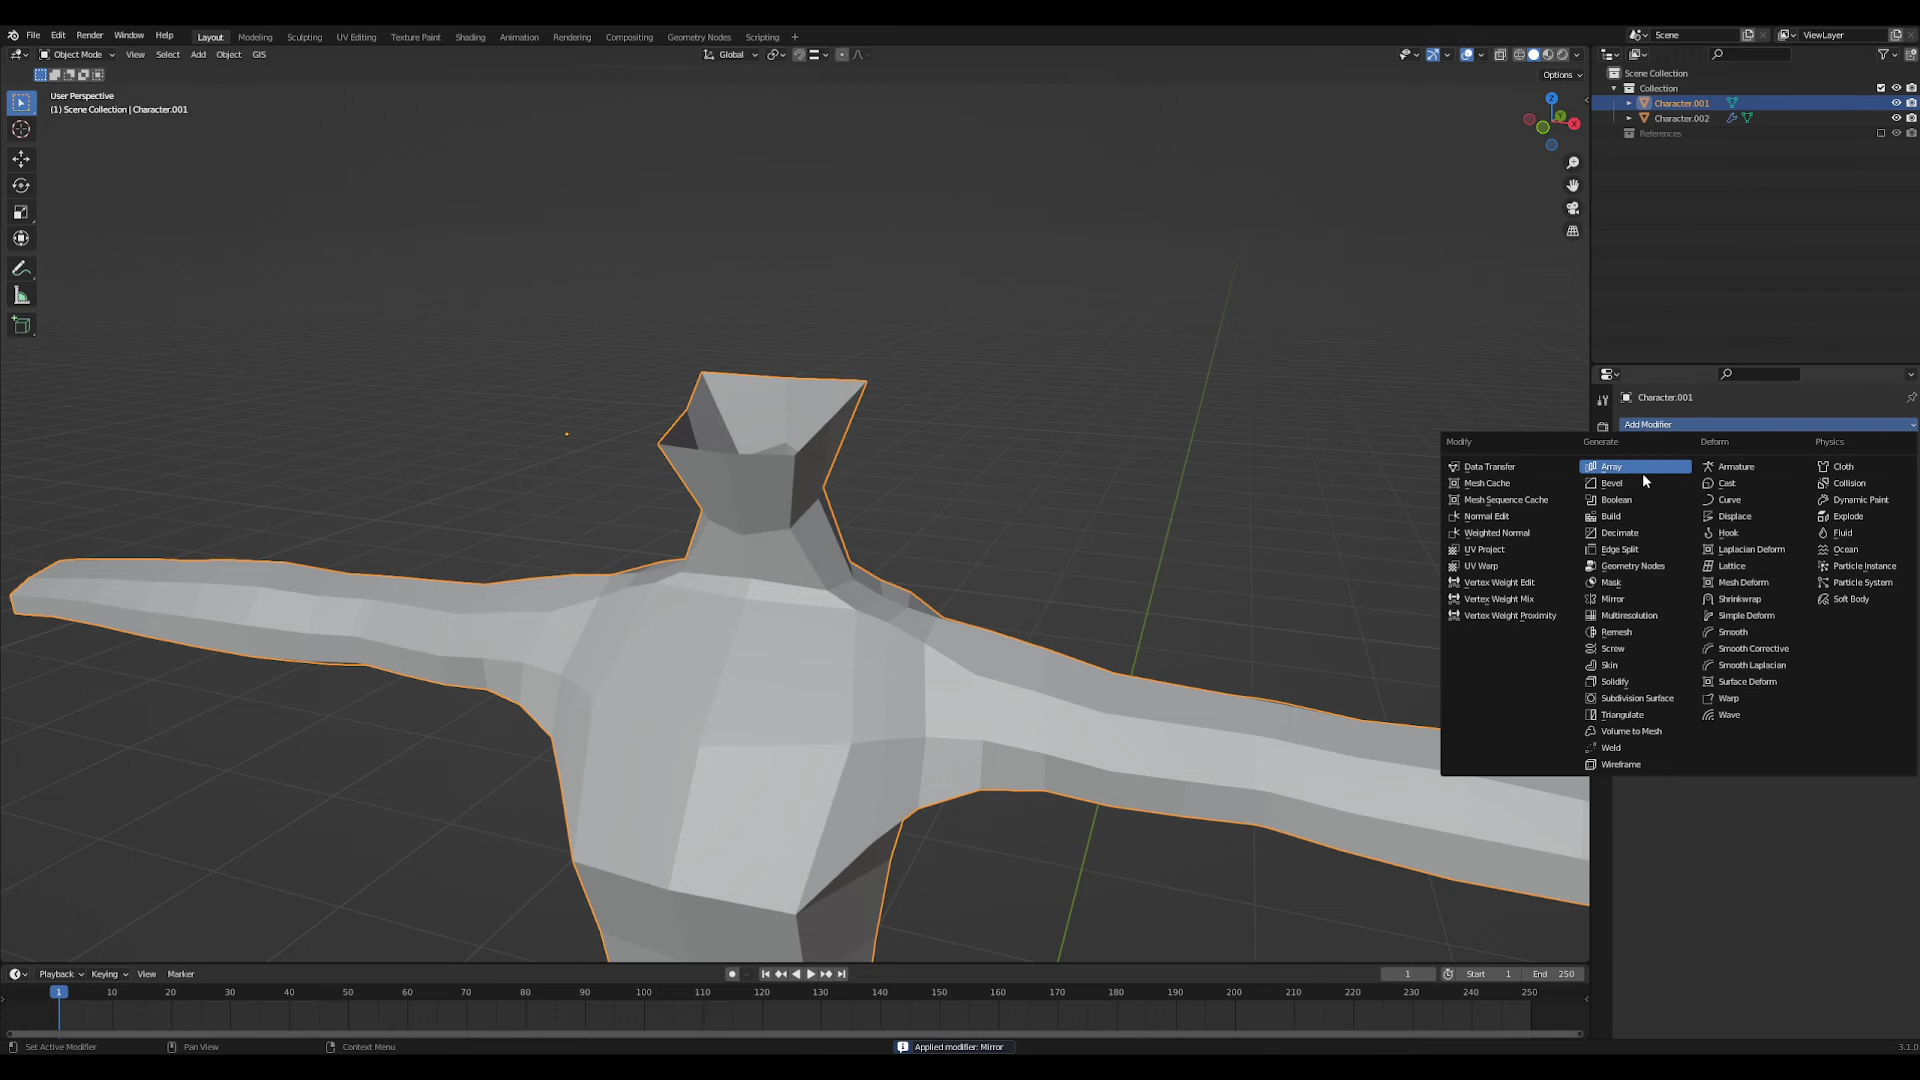 File Edit Render Window Help Layout Modeling Sculpting UV Editing Texture Paint Shading Animation Rendering Compositing Geometry Nodes Scripting + Scene ViewLayer
Object Mode View Select Add Object GIS Global
Options
User Perspective
(1) Scene Collection | Character.001
Z
Y
X
Scene Collection
Collection
Character.001
Character.002
References
Character.001
Add Modifier
Modify Generate Deform Physics
Data Transfer Array Armature Cloth
Mesh Cache Bevel Cast Collision
Mesh Sequence Cache Boolean Curve Dynamic Paint
Normal Edit Build Displace Explode
Weighted Normal Decimate Hook Fluid
UV Project Edge Split Laplacian Deform Ocean
UV Warp Geometry Nodes Lattice Particle Instance
Vertex Weight Edit Mask Mesh Deform Particle System
Vertex Weight Mix Mirror Shrinkwrap Soft Body
Vertex Weight Proximity Multiresolution Simple Deform
Remesh Smooth
Screw Smooth Corrective
Skin Smooth Laplacian
Solidify Surface Deform
Subdivision Surface Warp
Triangulate Wave
Volume to Mesh
Weld
Wireframe
Playback Keying View Marker 1 Start 1 End 250
1 10 20 30 40 50 60 70 80 90 100 110 120 130 140 150 160 170 180 190 200 210 220 230 240 250
Set Active Modifier Pan View Context Menu Applied modifier: Mirror 3.1.0